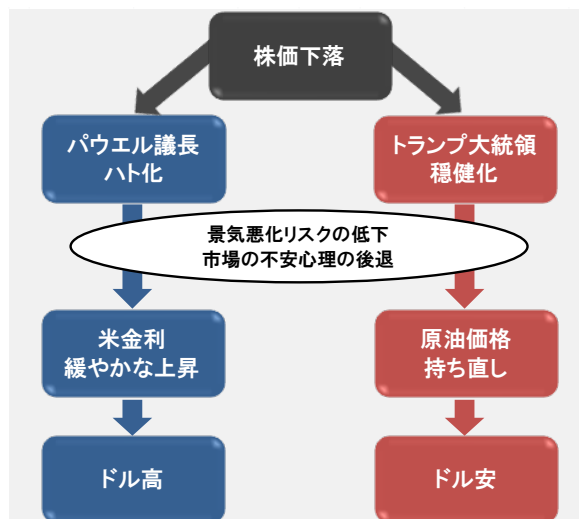 株価下落
パウエル議長
ハト化
トランプ大統領
穏健化
景気悪化リスクの低下
市場の不安心理の後退
米金利
緩やかな上昇
原油価格
持ち直し
ドル高
ドル安